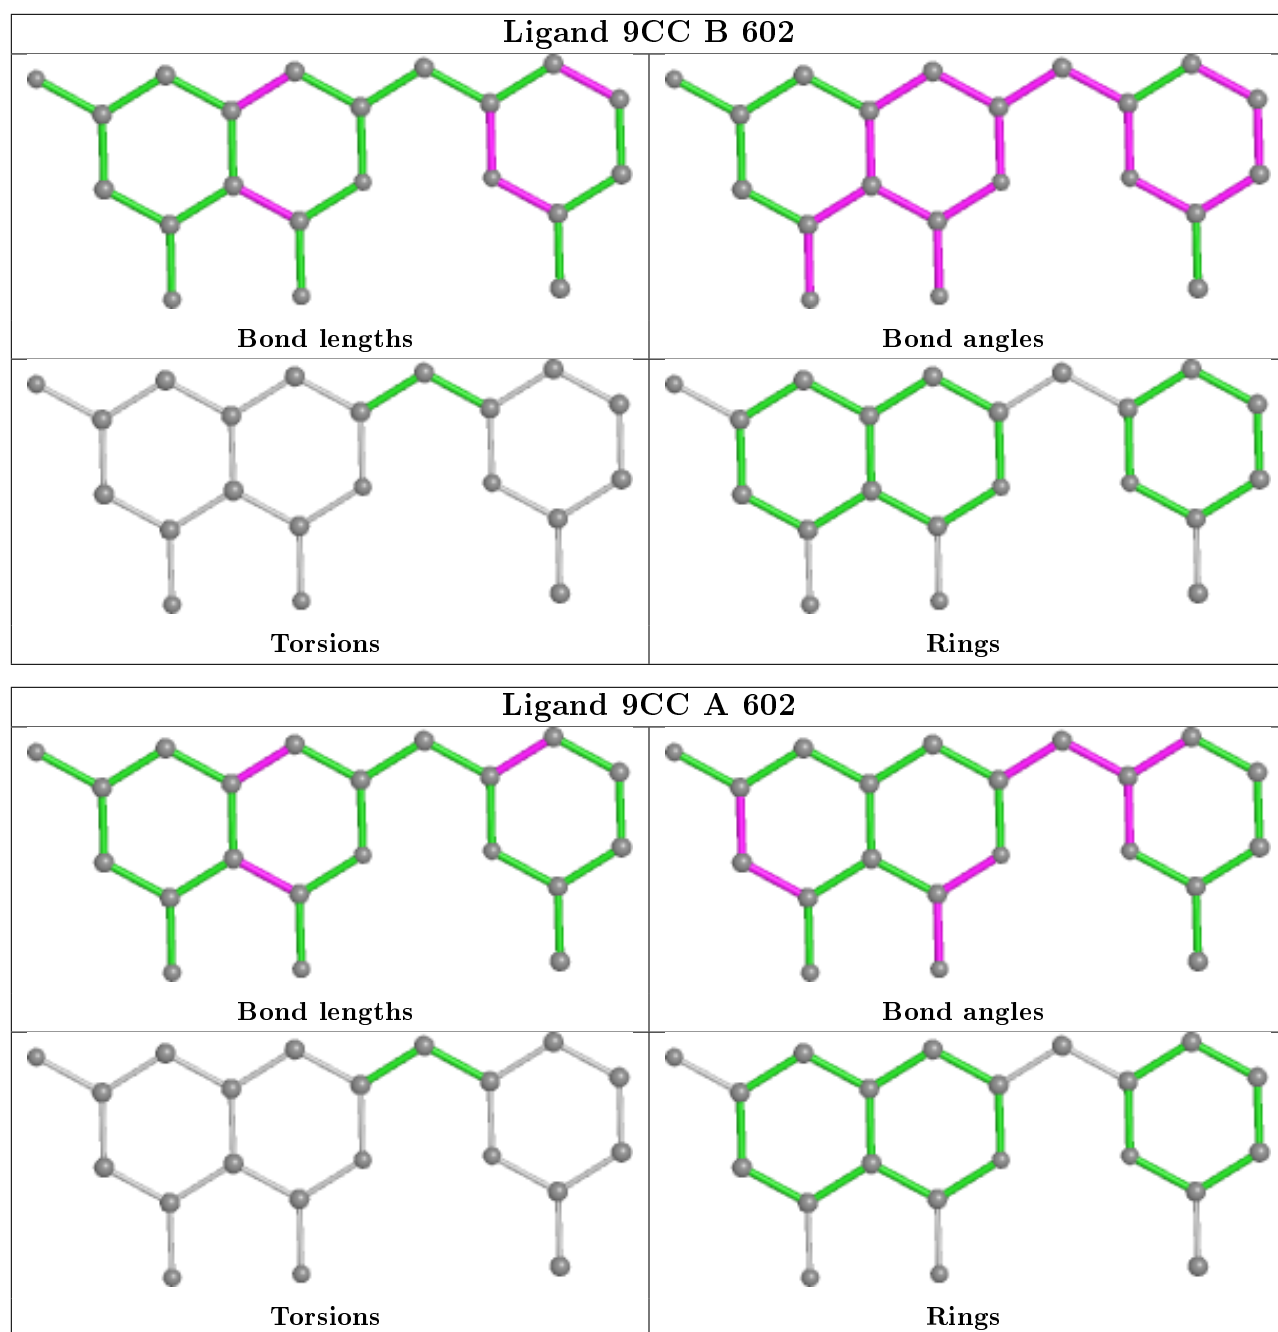 Ligand 9CC B 602
Bond lengths
Bond angles
Torsions
Rings
Ligand 9CC A 602
Bond lengths
Bond angles
Torsions
Rings